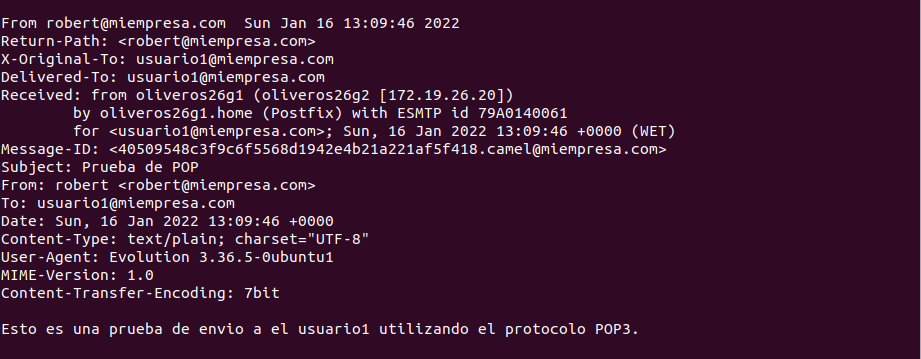 From robert@miempresa.com  Sun Jan 16 13:09:46 2022
Return-Path: <robert@miempresa.com>
X-Original-To: usuario1@miempresa.com
Delivered-To: usuario1@miempresa.com
Received: from oliveros26g1 (oliveros26g2 [172.19.26.20])
        by oliveros26g1.home (Postfix) with ESMTP id 79A0140061
        for <usuario1@miempresa.com>; Sun, 16 Jan 2022 13:09:46 +0000 (WET)
Message-ID: <40509548c3f9c6f5568d1942e4b21a221af5f418.camel@miempresa.com>
Subject: Prueba de POP
From: robert <robert@miempresa.com>
To: usuario1@miempresa.com
Date: Sun, 16 Jan 2022 13:09:46 +0000
Content-Type: text/plain; charset="UTF-8"
User-Agent: Evolution 3.36.5-0ubuntu1
MIME-Version: 1.0
Content-Transfer-Encoding: 7bit

Esto es una prueba de envio a el usuario1 utilizando el protocolo POP3.